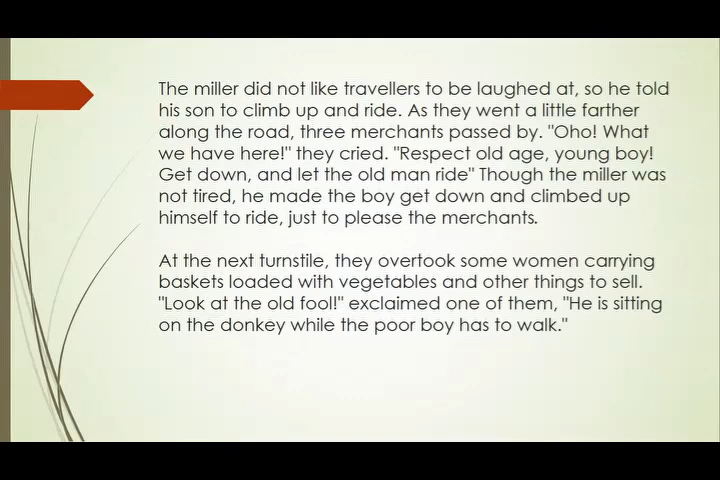 The miller did not like travellers to be laughed at, so he told
his son to climb up and ride. As they went a little farther
along the road, three merchants passed by. "Oho! What
we have here!" they cried. "Respect old age, young boy!
Get down, and let the old man ride" Though the miller was
not tired, he made the boy get down and climbed up
himself to ride, just to please the merchants.
At the next turnstile, they overtook some women carrying
baskets loaded with vegetables and other things to sell.
"Look at the old fool!" exclaimed one of them, "He is sitting
on the donkey while the poor boy has to walk."